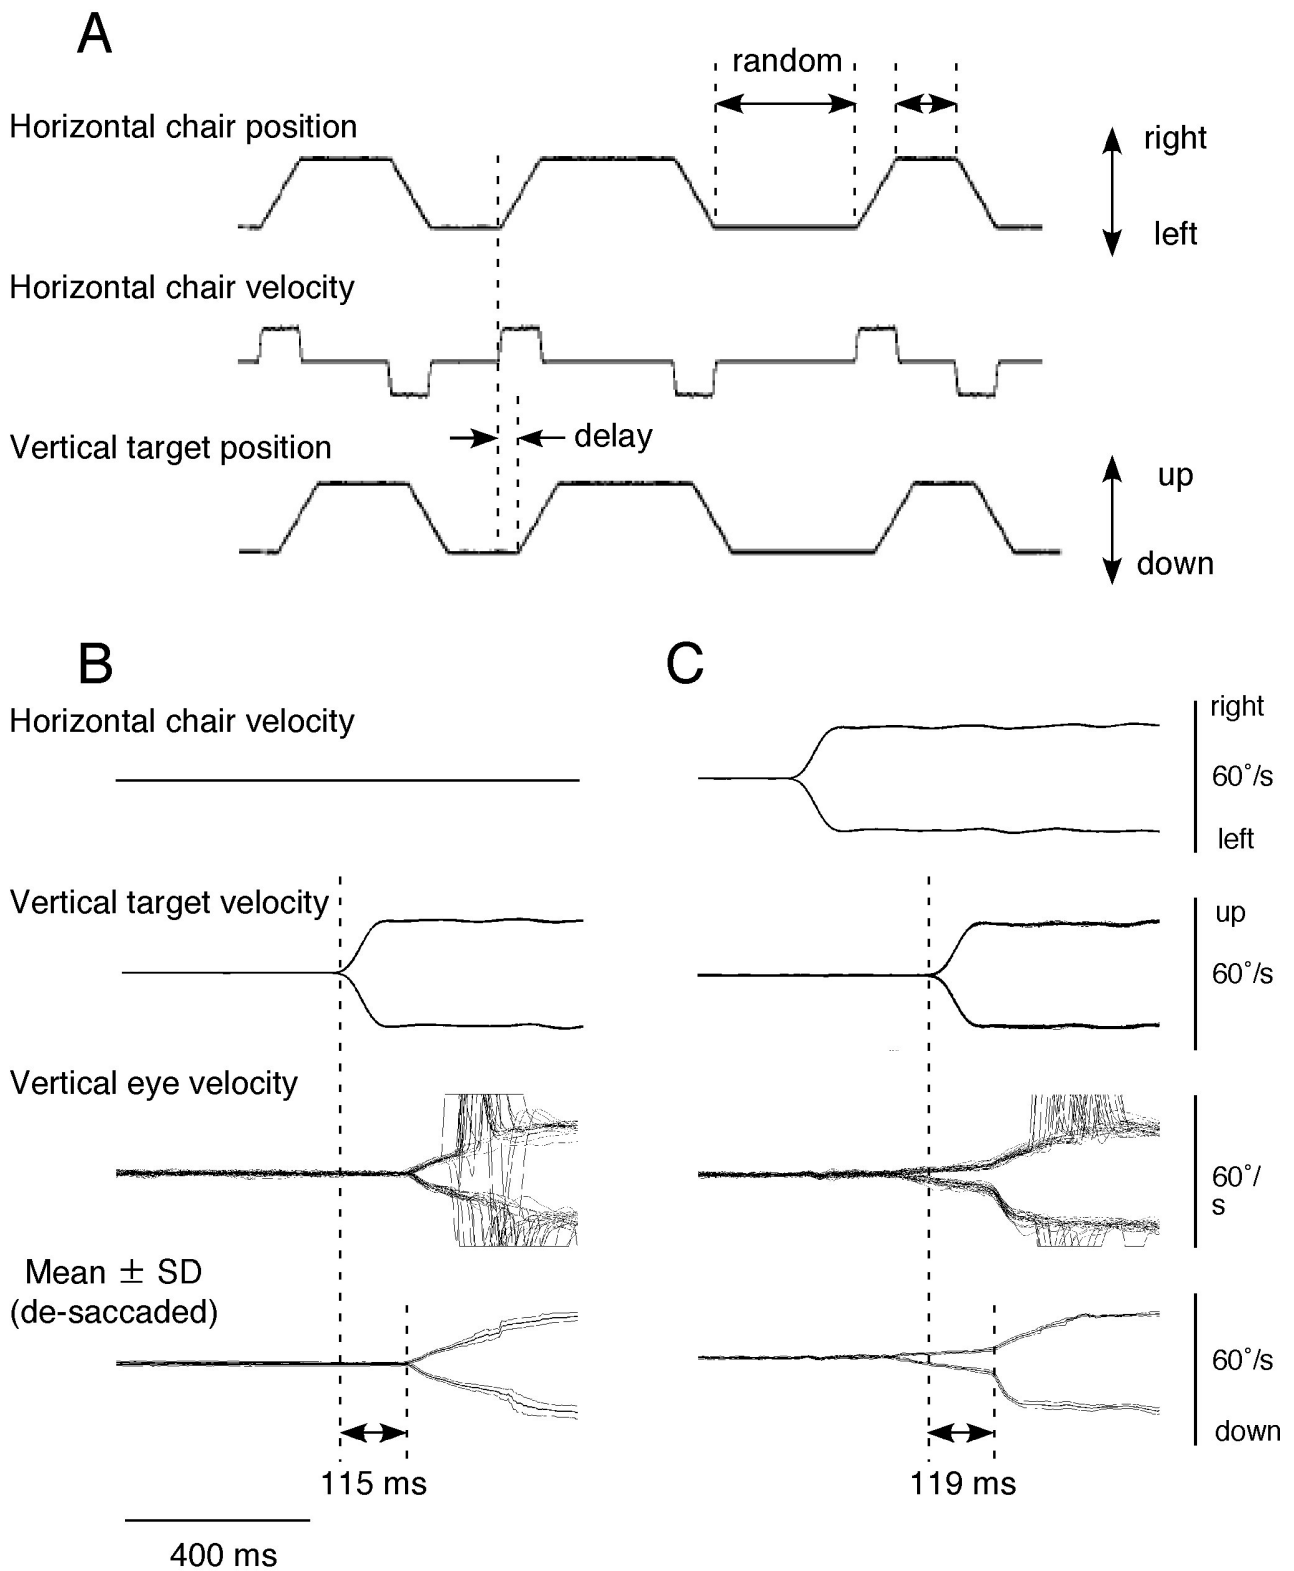 A
random
Horizontal chair position
right
left
Horizontal chair velocity
delay
Vertical target position
up
down
B
C
Horizontal chair velocity
right
60˚/s
left
Vertical target velocity
up
60˚/s
Vertical eye velocity
60˚/
s
Mean ± SD
(de-saccaded)
60˚/s
down
115 ms
119 ms
400 ms